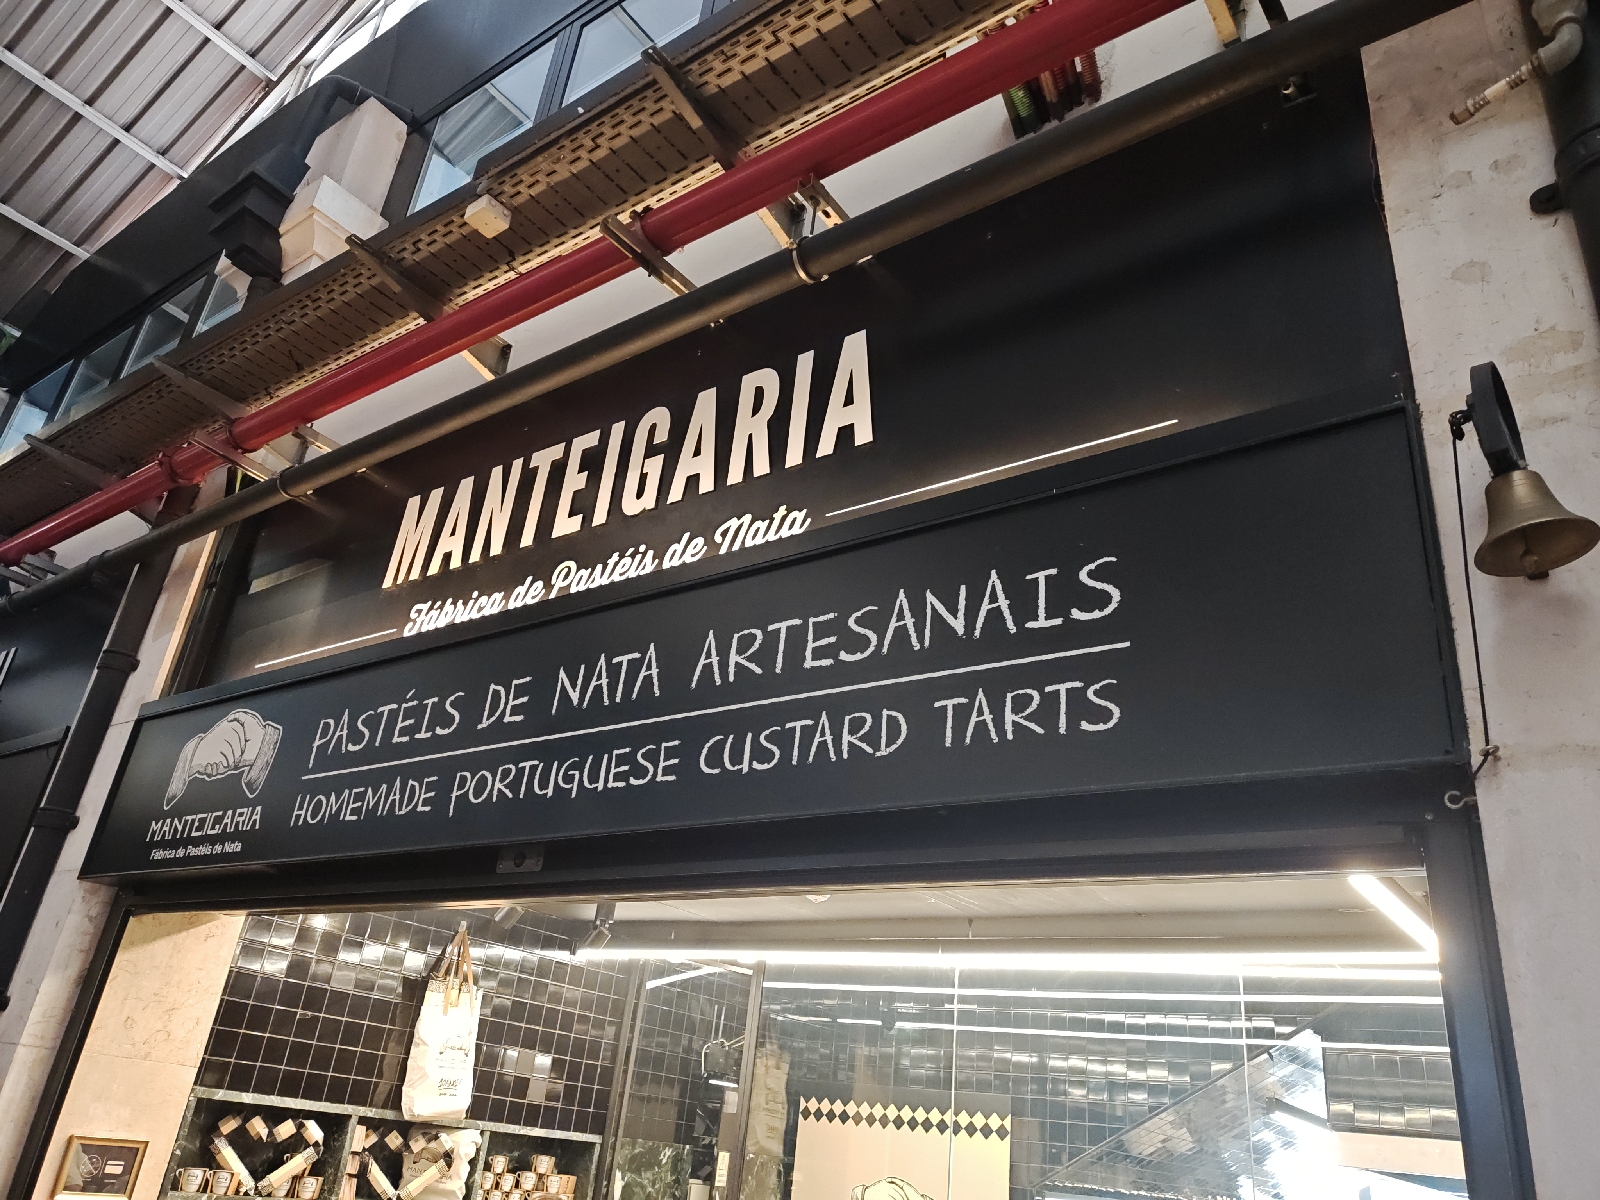 MANTEIGARIA
Fábrica de Pastéis de Nata
PASTÉIS DE NATA ARTESANAIS
HOMEMADE PORTUGUESE CUSTARD TARTS
MANTEIGARIA
Fábrica de Pastéis de Nata